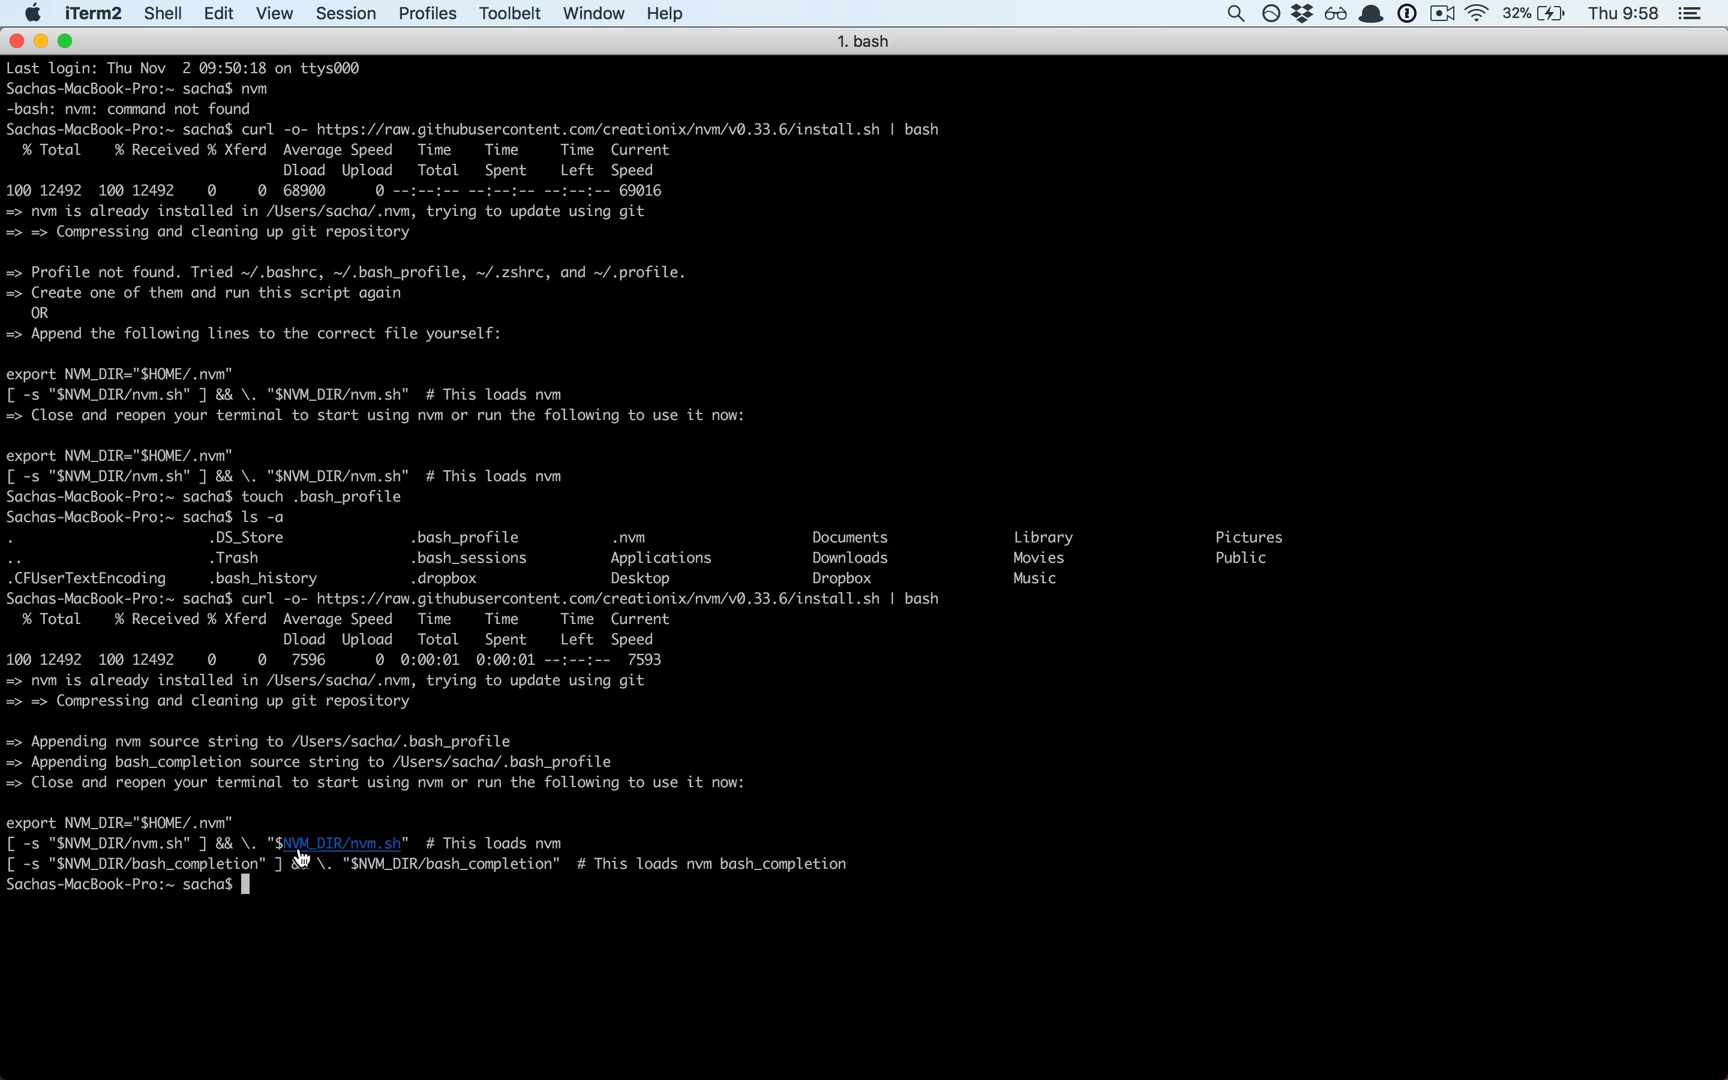 iTerm2 Shell Edit View Session Profiles Toolbelt Window Help 32% Thu 9:58
1. bash
Last login: Thu Nov  2 09:50:18 on ttys000
Sachas-MacBook-Pro:~ sacha$ nvm
-bash: nvm: command not found
Sachas-MacBook-Pro:~ sacha$ curl -o- https://raw.githubusercontent.com/creationix/nvm/v0.33.6/install.sh | bash
  % Total    % Received % Xferd  Average Speed   Time    Time     Time  Current
                                 Dload  Upload   Total   Spent    Left  Speed
100 12492  100 12492    0     0  68900      0 --:--:-- --:--:-- --:--:-- 69016
=> nvm is already installed in /Users/sacha/.nvm, trying to update using git
=> => Compressing and cleaning up git repository
=> Profile not found. Tried ~/.bashrc, ~/.bash_profile, ~/.zshrc, and ~/.profile.
=> Create one of them and run this script again
   OR
=> Append the following lines to the correct file yourself:
export NVM_DIR="$HOME/.nvm"
[ -s "$NVM_DIR/nvm.sh" ] && \. "$NVM_DIR/nvm.sh"  # This loads nvm
=> Close and reopen your terminal to start using nvm or run the following to use it now:
export NVM_DIR="$HOME/.nvm"
[ -s "$NVM_DIR/nvm.sh" ] && \. "$NVM_DIR/nvm.sh"  # This loads nvm
Sachas-MacBook-Pro:~ sacha$ touch .bash_profile
Sachas-MacBook-Pro:~ sacha$ ls -a
.                       .DS_Store               .bash_profile           .nvm                    Documents               Library                 Pictures
..                      .Trash                  .bash_sessions          Applications            Downloads               Movies                  Public
.CFUserTextEncoding     .bash_history           .dropbox                Desktop                 Dropbox                 Music
Sachas-MacBook-Pro:~ sacha$ curl -o- https://raw.githubusercontent.com/creationix/nvm/v0.33.6/install.sh | bash
  % Total    % Received % Xferd  Average Speed   Time    Time     Time  Current
                                 Dload  Upload   Total   Spent    Left  Speed
100 12492  100 12492    0     0   7596      0  0:00:01  0:00:01 --:--:--  7593
=> nvm is already installed in /Users/sacha/.nvm, trying to update using git
=> => Compressing and cleaning up git repository
=> Appending nvm source string to /Users/sacha/.bash_profile
=> Appending bash_completion source string to /Users/sacha/.bash_profile
=> Close and reopen your terminal to start using nvm or run the following to use it now:
export NVM_DIR="$HOME/.nvm"
[ -s "$NVM_DIR/nvm.sh" ] && \. "$NVM_DIR/nvm.sh"  # This loads nvm
[ -s "$NVM_DIR/bash_completion" ] && \. "$NVM_DIR/bash_completion"  # This loads nvm bash_completion
Sachas-MacBook-Pro:~ sacha$